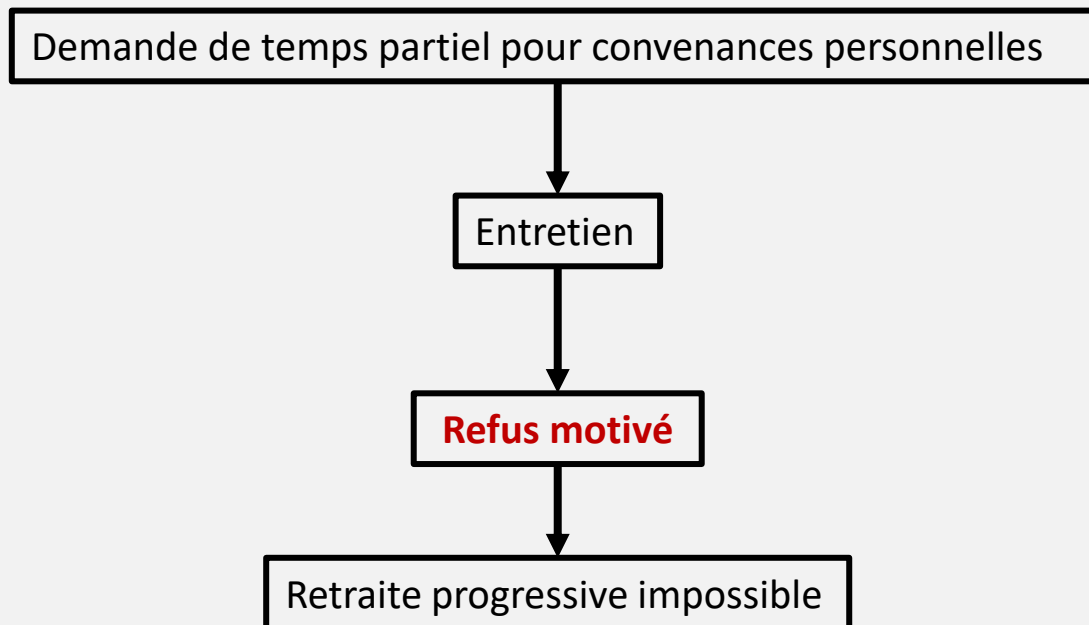 Demande de temps partiel pour convenances personnelles
Entretien
Refus motivé
Retraite progressive impossible